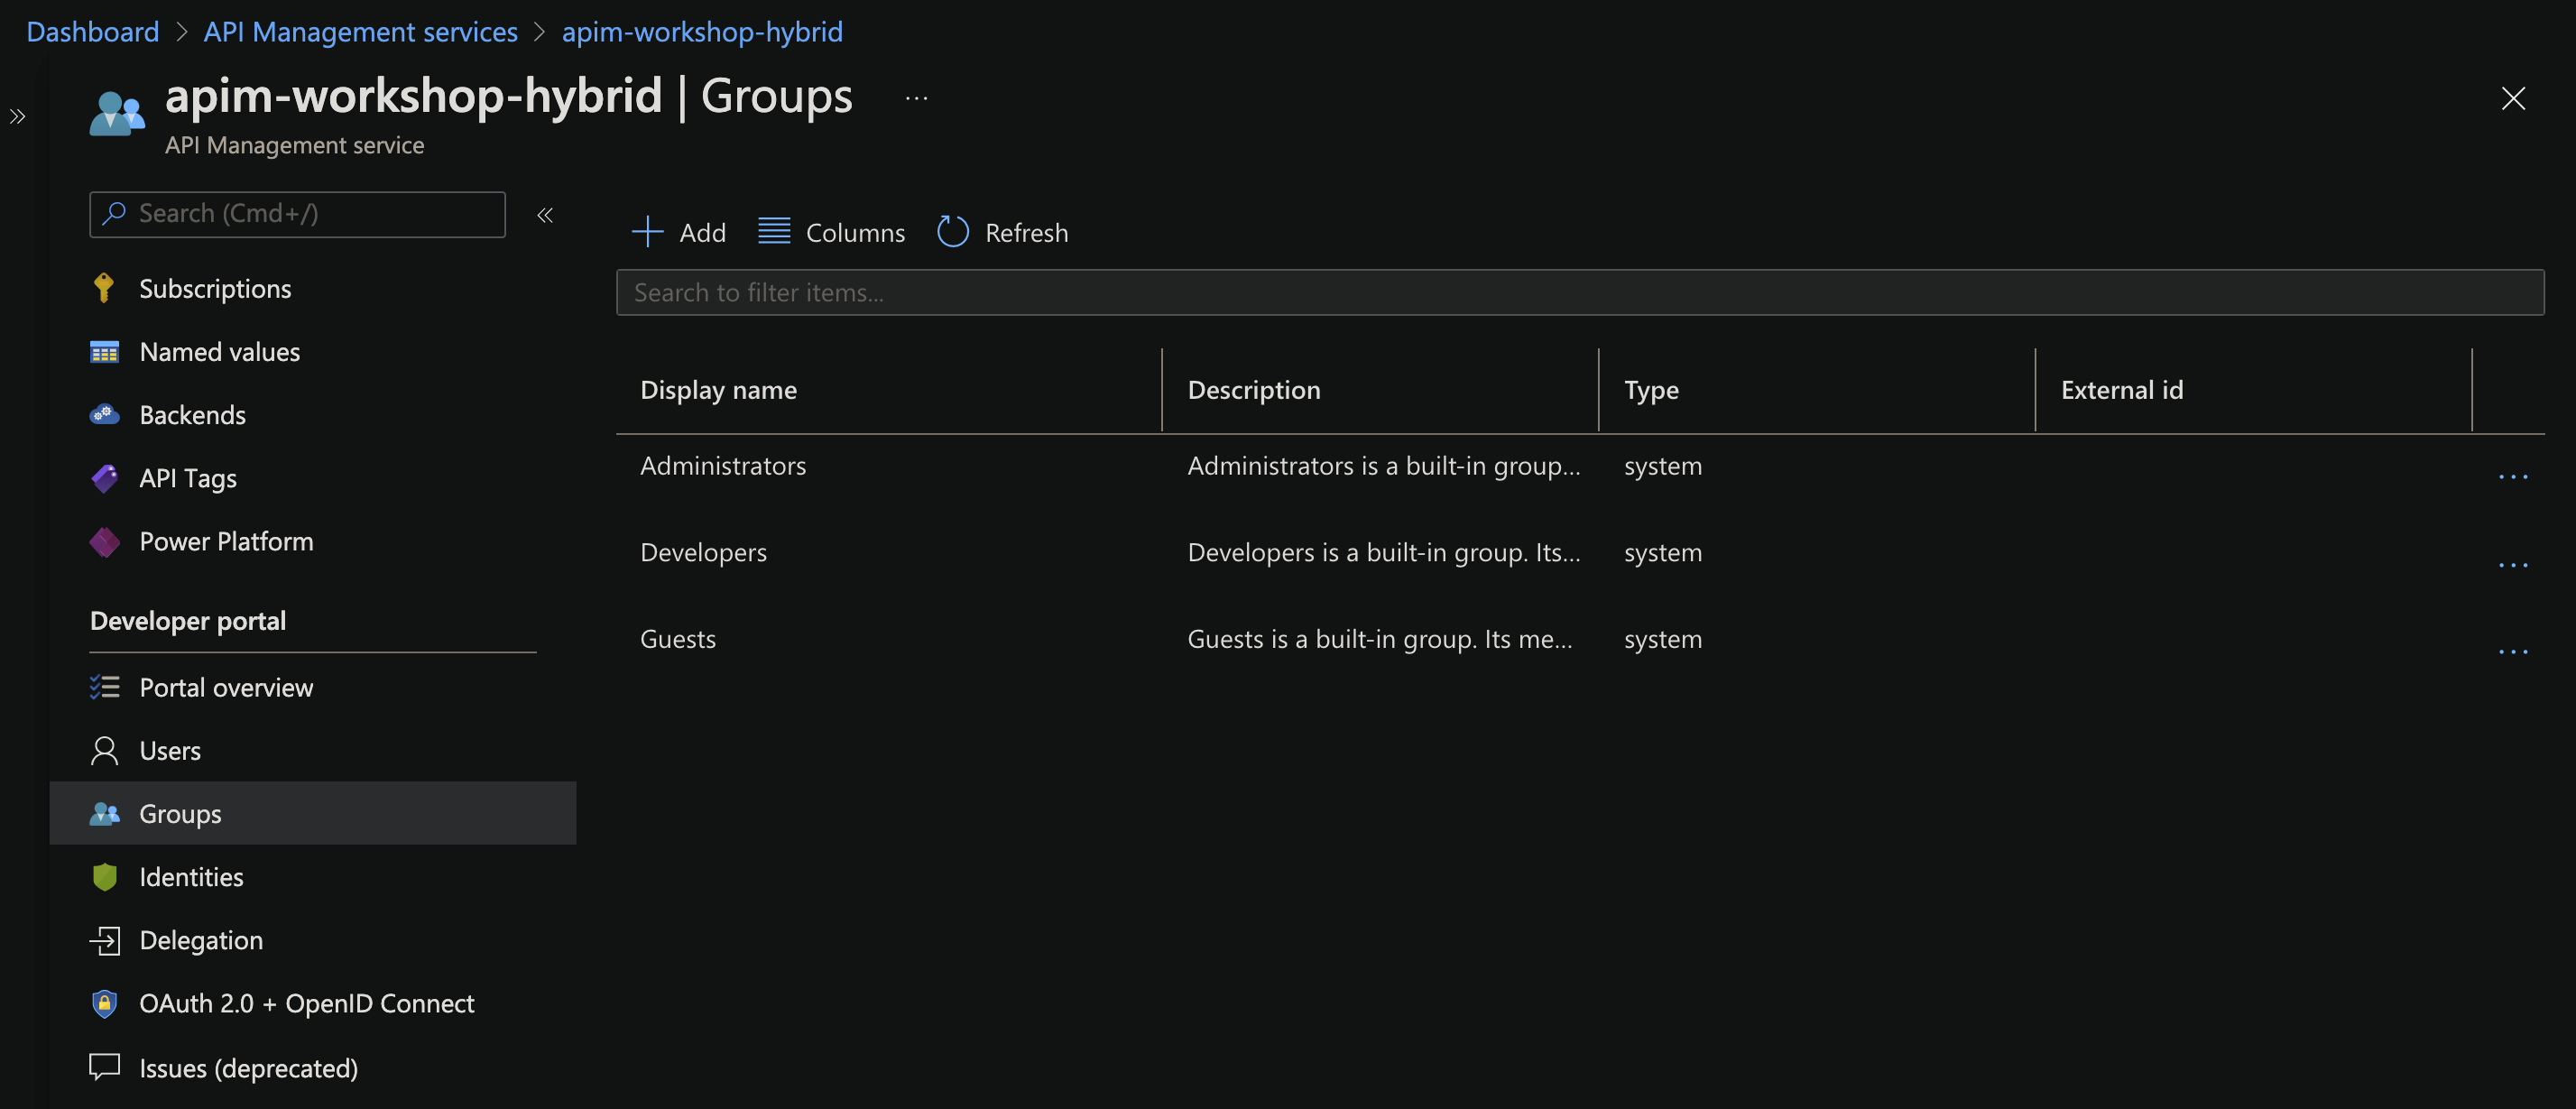 Dashboard > API Management services > apim-workshop-hybrid
apim-workshop-hybrid | Groups ...
API Management service
Search (Cmd+/)
Subscriptions
Named values
Backends
API Tags
Power Platform
Developer portal
Portal overview
Users
Groups
Identities
Delegation
OAuth 2.0 + OpenID Connect
Issues (deprecated)
Add Columns Refresh
Search to filter items...
Display name Description Type External id
Administrators Administrators is a built-in group... system ...
Developers Developers is a built-in group. Its... system ...
Guests Guests is a built-in group. Its me... system ...